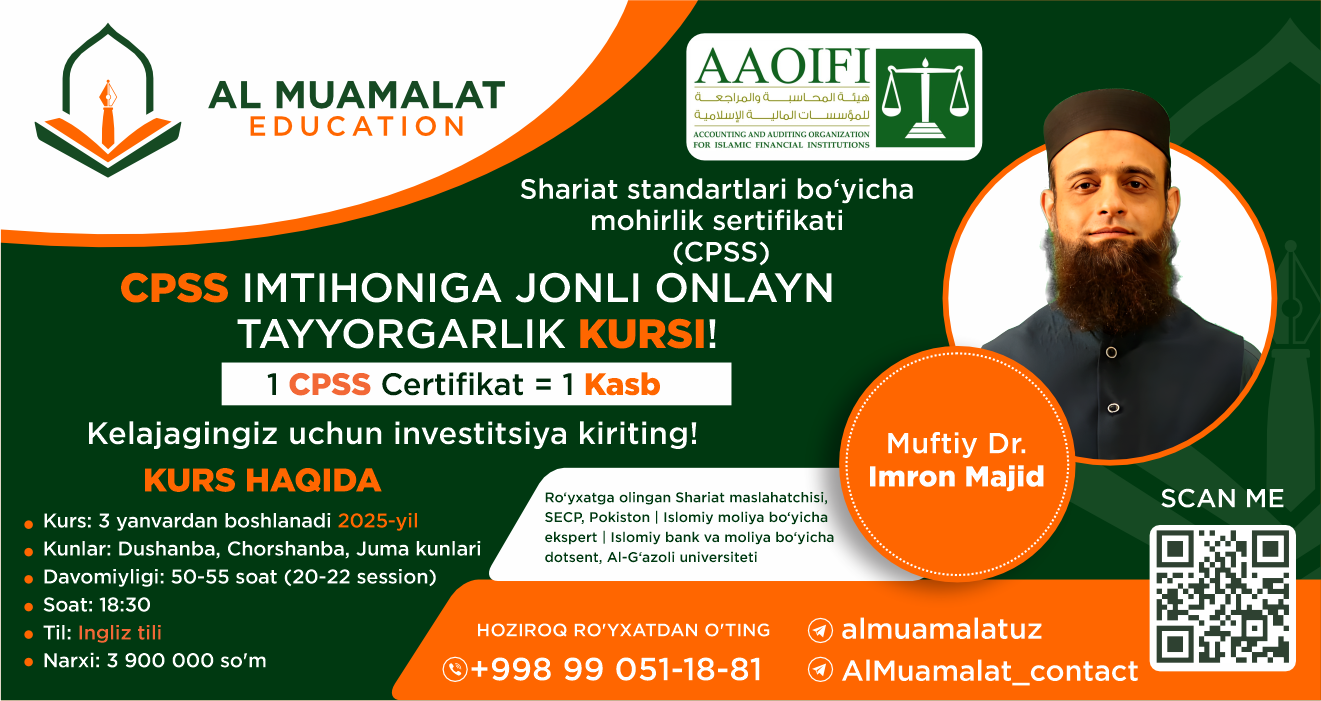 AL MUAMALAT
EDUCATION
AAOIFI
هيئة المحاسبة والمراجعة
للمؤسسات المالية الإسلامية
ACCOUNTING AND AUDITING ORGANIZATION
FOR ISLAMIC FINANCIAL INSTITUTIONS
Shariat standartlari bo‘yicha
mohirlik sertifikati
(CPSS)
CPSS IMTIHONIGA JONLI ONLAYN
TAYYORGARLIK KURSI!
1 CPSS Certifikat = 1 Kasb
Kelajagingiz uchun investitsiya kiriting!
KURS HAQIDA
Kurs: 3 yanvardan boshlanadi 2025-yil
Kunlar: Dushanba, Chorshanba, Juma kunlari
Davomiyligi: 50-55 soat (20-22 session)
Soat: 18:30
Til: Ingliz tili
Narxi: 3 900 000 so'm
Muftiy Dr.
Imron Majid
Ro‘yxatga olingan Shariat maslahatchisi,
SECP, Pokiston | Islomiy moliya bo‘yicha
ekspert | Islomiy bank va moliya bo‘yicha
dotsent, Al-G‘azoli universiteti
SCAN ME
HOZIROQ RO'YXATDAN O'TING
+998 99 051-18-81
almuamalatuz
AlMuamalat_contact